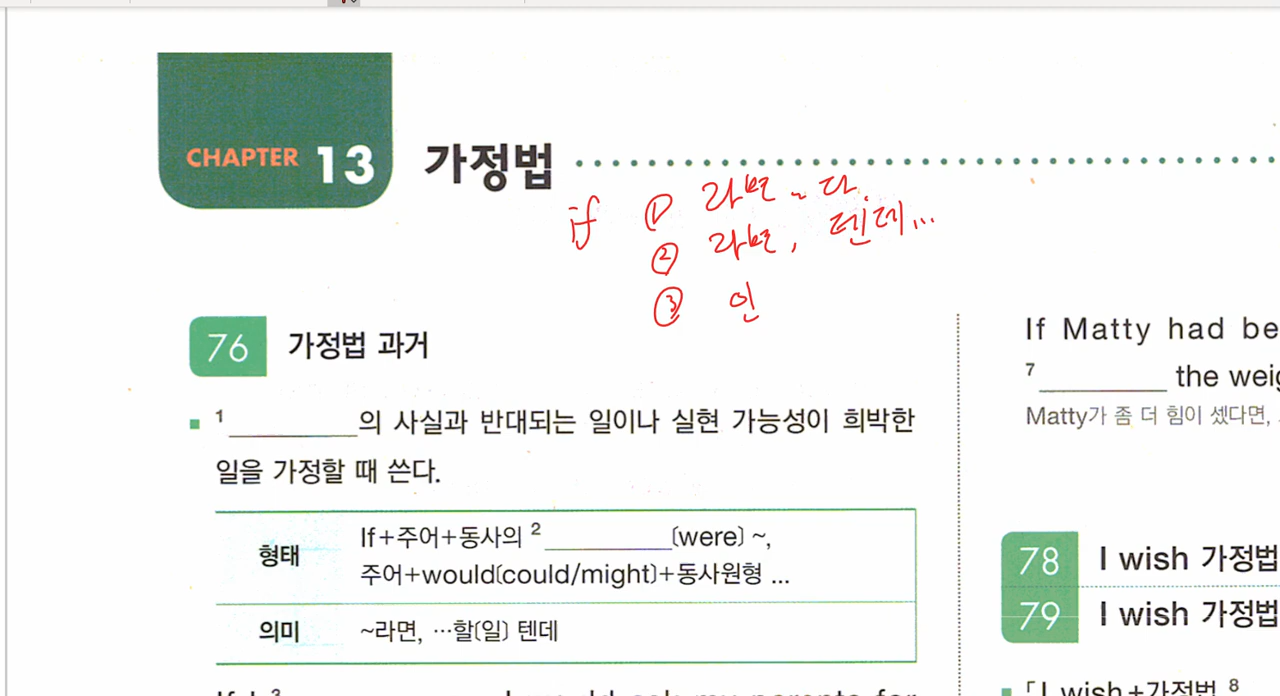 CHAPTER 13 가정법
if ① 라면 ~ 다.
② 라면, 텐데...
③ 인
76 가정법 과거
1 ________의 사실과 반대되는 일이나 실현 가능성이 희박한
일을 가정할 때 쓴다.
형태
If+주어+동사의 2 ________(were) ~,
주어+would(could/might)+동사원형 ...
의미
~라면, …할(일) 텐데
If Matty had be
7 ________ the weig
Matty가 좀 더 힘이 셌다면,
78 I wish 가정법
79 I wish 가정법
「I wish+가정법 8